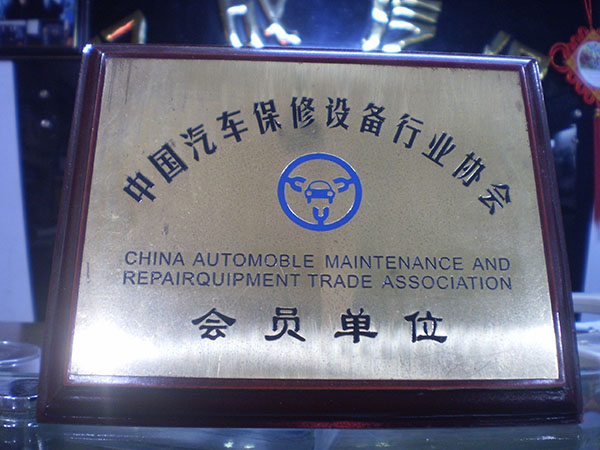 中国汽车保修设备行业协会
CHINA AUTOMOBLE MAINTENANCE AND
REPAIRQUIPMENT TRADE ASSOCIATION
会员单位